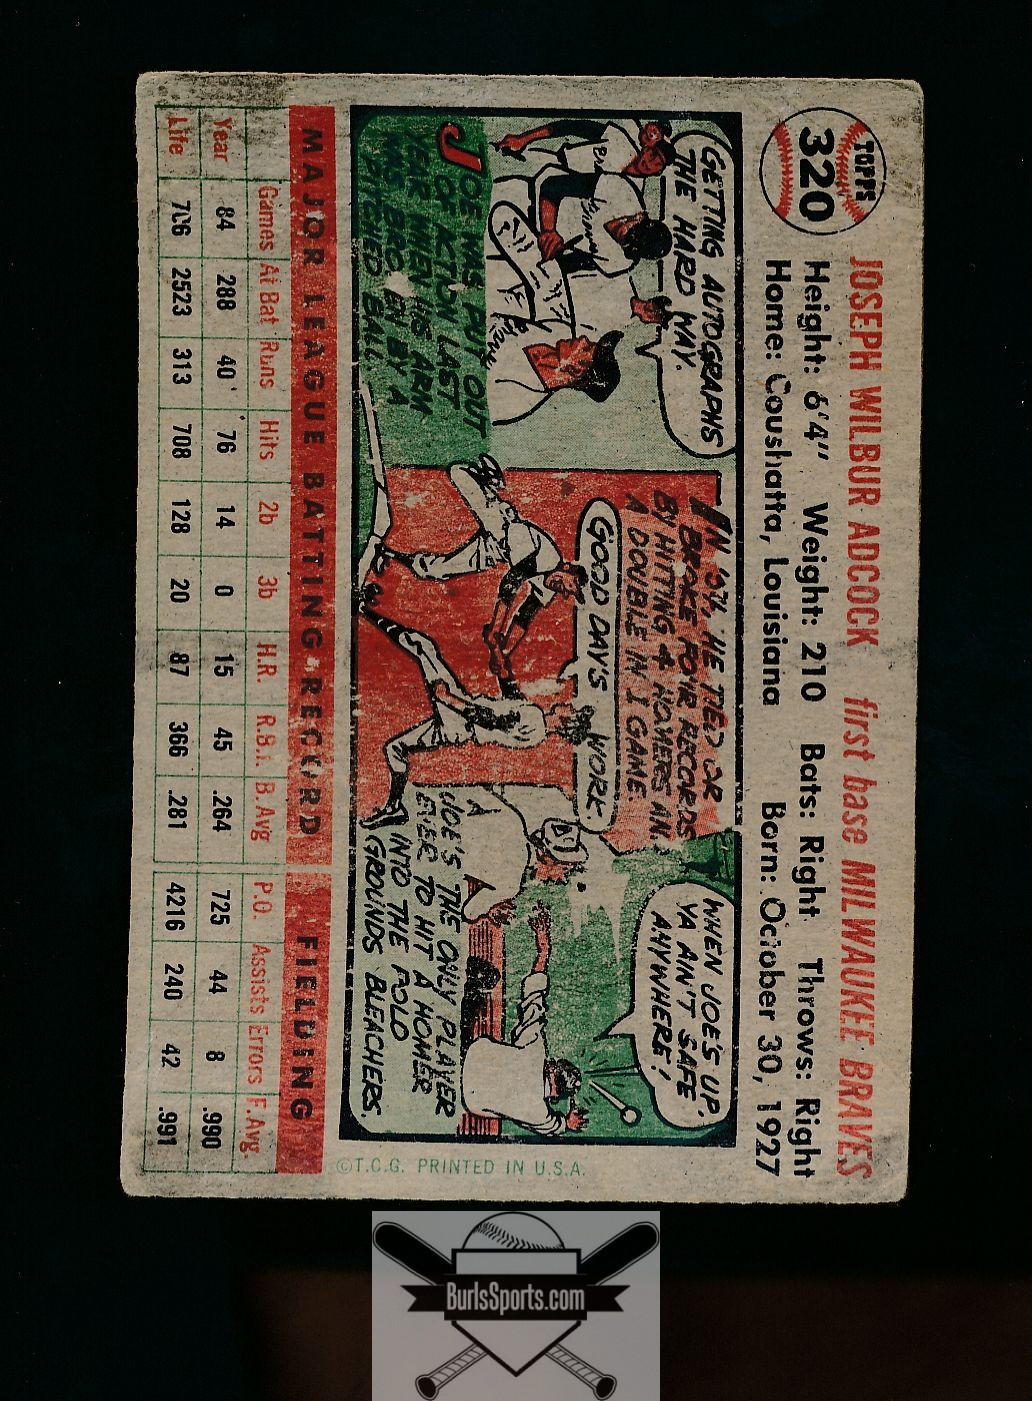 TOPPS
320
JOSEPH WILBUR ADCOCK first base MILWAUKEE BRAVES
Height: 6'4" Weight: 210 Bats: Right Throws: Right
Home: Coushatta, Louisiana Born: October 30, 1927
GETTING AUTOGRAPHS
THE HARD WAY.
JOE WAS PUT OUT
OF ACTION LAST
YEAR WHEN HIS ARM
WAS BROKEN BY A
PITCHED BALL.
IN '54, HE TIED OR
BROKE FOUR RECORDS
BY HITTING 4 HOMERS AND
A DOUBLE IN 1 GAME.
GOOD DAY'S WORK
WHEN JOE'S UP,
YA AIN'T SAFE
ANYWHERE!
JOE'S THE ONLY PLAYER
EVER TO HIT A HOMER
INTO THE POLO
GROUNDS BLEACHERS.
©T.C.G. PRINTED IN U.S.A.
MAJOR LEAGUE BATTING RECORD FIELDING
Games At Bat Runs Hits 2b 3b H.R. R.B.I. B.Avg P.O. Assists Errors F.Avg.
Year 84 288 40 76 14 0 15 45 .264 725 44 8 .990
Life 706 2523 313 708 128 20 87 366 .281 4216 240 42 .991
BurlsSports.com